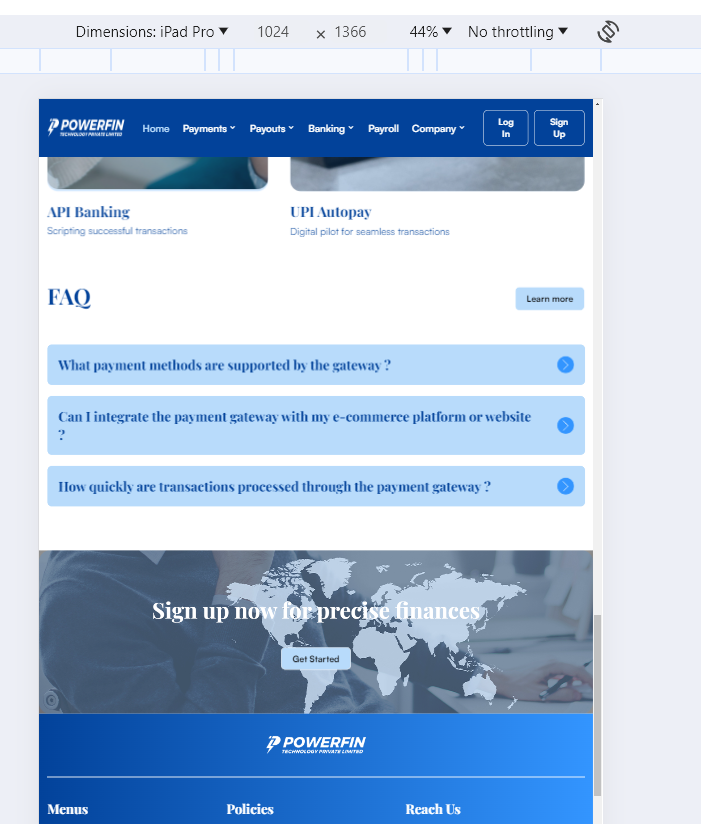 Dimensions: iPad Pro ▼ 1024 × 1366 44% ▼ No throttling ▼
POWERFIN
TECHNOLOGY PRIVATE LIMITED
Home Payments Payouts Banking Payroll Company
Log
In
Sign
Up
API Banking
Scripting successful transactions
UPI Autopay
Digital pilot for seamless transactions
FAQ
Learn more
What payment methods are supported by the gateway ?
Can I integrate the payment gateway with my e-commerce platform or website
?
How quickly are transactions processed through the payment gateway ?
Sign up now for precise finances
Get Started
POWERFIN
TECHNOLOGY PRIVATE LIMITED
Menus Policies Reach Us